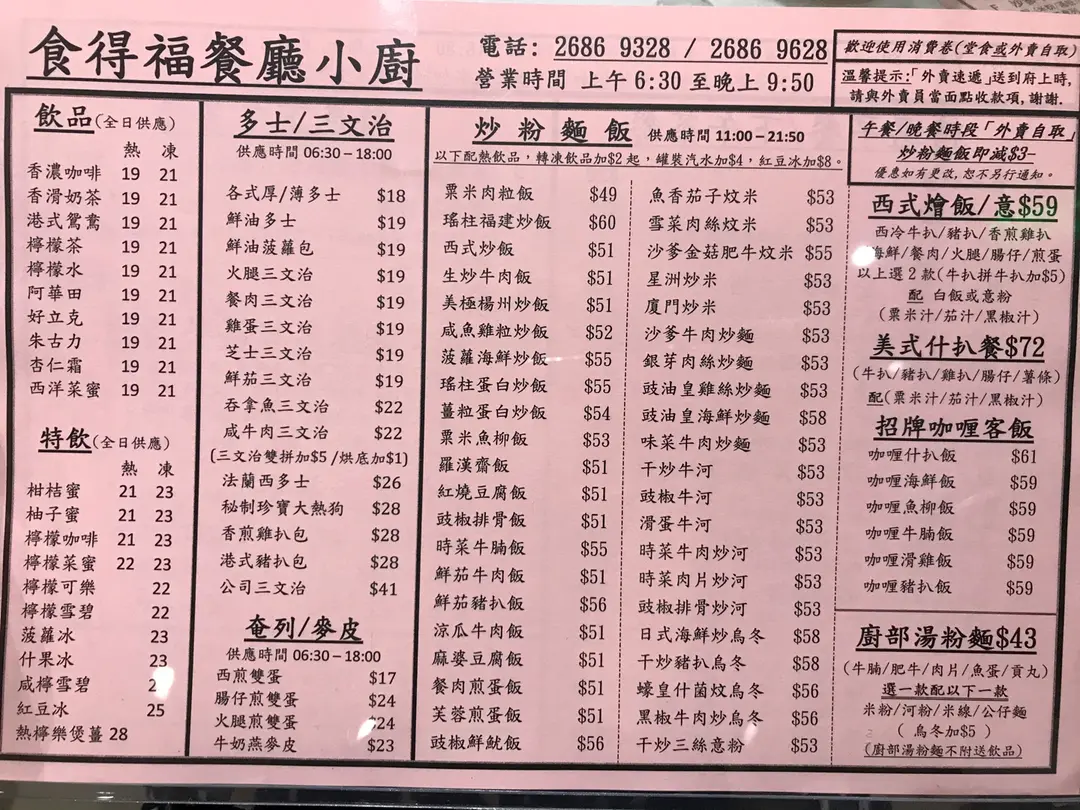 食得福餐廳小廚
電話: 2686 9328 / 2686 9628
營業時間 上午 6:30 至晚上 9:50
歡迎使用消費卷(堂食或外賣自取)
溫馨提示:「外賣速遞」送到府上時,
請與外賣員當面點收款項, 謝謝.
飲品(全日供應)
熱 凍
香濃咖啡 19 21
香滑奶茶 19 21
港式鴛鴦 19 21
檸檬茶 19 21
檸檬水 19 21
阿華田 19 21
好立克 19 21
朱古力 19 21
杏仁霜 19 21
西洋菜蜜 19 21
特飲(全日供應)
熱 凍
柑桔蜜 21 23
柚子蜜 21 23
檸檬咖啡 21 23
檸檬菜蜜 22 23
檸檬可樂 22
檸檬雪碧 22
菠蘿冰 23
什果冰 23
咸檸雪碧
紅豆冰 25
熱檸樂煲薑 28
多士/三文治
供應時間 06:30 – 18:00
各式厚/薄多士 $18
鮮油多士 $19
鮮油菠蘿包 $19
火腿三文治 $19
餐肉三文治 $19
雞蛋三文治 $19
芝士三文治 $19
鮮茄三文治 $19
吞拿魚三文治 $22
咸牛肉三文治 $22
(三文治雙拼加$5 /烘底加$1)
法蘭西多士 $26
秘制珍寶大熱狗 $28
香煎雞扒包 $28
港式豬扒包 $28
公司三文治 $41
奄列/麥皮
供應時間 06:30 – 18:00
西煎雙蛋 $17
腸仔煎雙蛋 $24
火腿煎雙蛋 $24
牛奶燕麥皮 $23
炒粉麵飯 供應時間 11:00 – 21:50
以下配熱飲品, 轉凍飲品加$2 起, 罐裝汽水加$4, 紅豆冰加$8。
粟米肉粒飯 $49
瑤柱福建炒飯 $60
西式炒飯 $51
生炒牛肉飯 $51
美極楊州炒飯 $51
咸魚雞粒炒飯 $52
菠蘿海鮮炒飯 $55
瑤柱蛋白炒飯 $55
薑粒蛋白炒飯 $54
粟米魚柳飯 $53
羅漢齋飯 $51
紅燒豆腐飯 $51
豉椒排骨飯 $51
時菜牛腩飯 $55
鮮茄牛肉飯 $51
鮮茄豬扒飯 $56
涼瓜牛肉飯 $51
麻婆豆腐飯 $51
餐肉煎蛋飯 $51
芙蓉煎蛋飯 $51
豉椒鮮魷飯 $56
魚香茄子炆米 $53
雪菜肉絲炆米 $53
沙爹金菇肥牛炆米 $55
星洲炒米 $53
廈門炒米 $53
沙爹牛肉炒麵 $53
銀芽肉絲炒麵 $53
豉油皇雞絲炒麵 $53
豉油皇海鮮炒麵 $58
味菜牛肉炒麵 $53
干炒牛河 $53
豉椒牛河 $53
滑蛋牛河 $53
時菜牛肉炒河 $53
時菜肉片炒河 $53
豉椒排骨炒河 $53
日式海鮮炒烏冬 $58
干炒豬扒烏冬 $58
蠔皇什菌炆烏冬 $56
黑椒牛肉炒烏冬 $56
干炒三絲意粉 $53
午餐/晚餐時段「外賣自取」
炒粉麵飯即減$3-
優惠如有更改, 恕不另行通知。
西式燴飯/意$59
西冷牛扒/豬扒/香煎雞扒
海鮮/餐肉/火腿/腸仔/煎蛋
以上選 2 款(牛扒拼牛扒加$5)
配 白飯或意粉
(粟米汁/茄汁/黑椒汁)
美式什扒餐$72
(牛扒/豬扒/雞扒/腸仔/薯條)
配(粟米汁/茄汁/黑椒汁)
招牌咖喱客飯
咖喱什扒飯 $61
咖喱海鮮飯 $59
咖喱魚柳飯 $59
咖喱牛腩飯 $59
咖喱滑雞飯 $59
咖喱豬扒飯 $59
廚部湯粉麵$43
(牛腩/肥牛/肉片/魚蛋/貢丸)
選一款配以下一款
米粉/河粉/米線/公仔麵
( 烏冬加$5 )
(廚部湯粉麵不附送飲品)